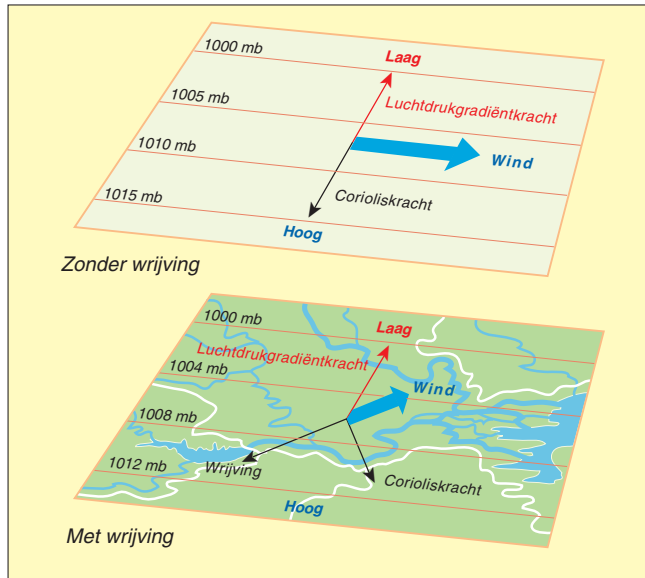 1000 mb
Laag
1005 mb
Luchtdrukgradiëntkracht
1010 mb
Wind
1015 mb
Corioliskracht
Hoog
Zonder wrijving
1000 mb
Laag
Luchtdrukgradiëntkracht
1004 mb
Wind
1008 mb
Wrijving
1012 mb
Corioliskracht
Hoog
Met wrijving